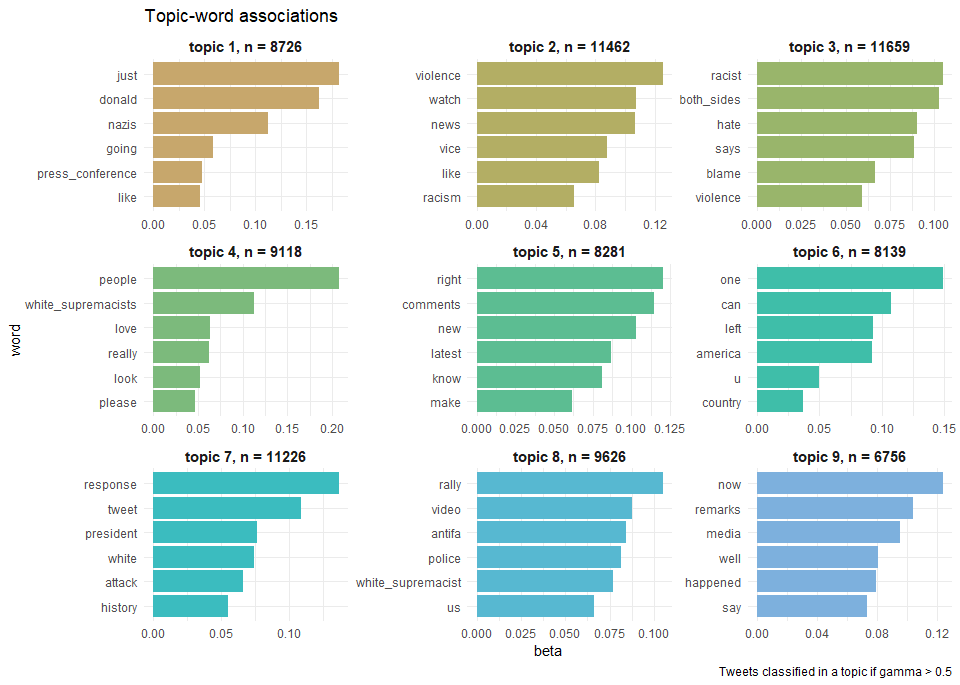 Topic-word associations
topic 1, n = 8726
just
donald
nazis
going
press_conference
like
0.00 0.05 0.10 0.15
topic 2, n = 11462
violence
watch
news
vice
like
racism
0.00 0.04 0.08 0.12
topic 3, n = 11659
racist
both_sides
hate
says
blame
violence
0.000 0.025 0.050 0.075 0.100
topic 4, n = 9118
people
white_supremacists
love
really
look
please
0.00 0.05 0.10 0.15 0.20
topic 5, n = 8281
right
comments
new
latest
know
make
0.000 0.025 0.050 0.075 0.100 0.125
topic 6, n = 8139
one
can
left
america
u
country
0.00 0.05 0.10 0.15
word
topic 7, n = 11226
response
tweet
president
white
attack
history
0.00 0.05 0.10
topic 8, n = 9626
rally
video
antifa
police
white_supremacist
us
0.000 0.025 0.050 0.075 0.100
topic 9, n = 6756
now
remarks
media
well
happened
say
0.00 0.04 0.08 0.12
beta
Tweets classified in a topic if gamma > 0.5